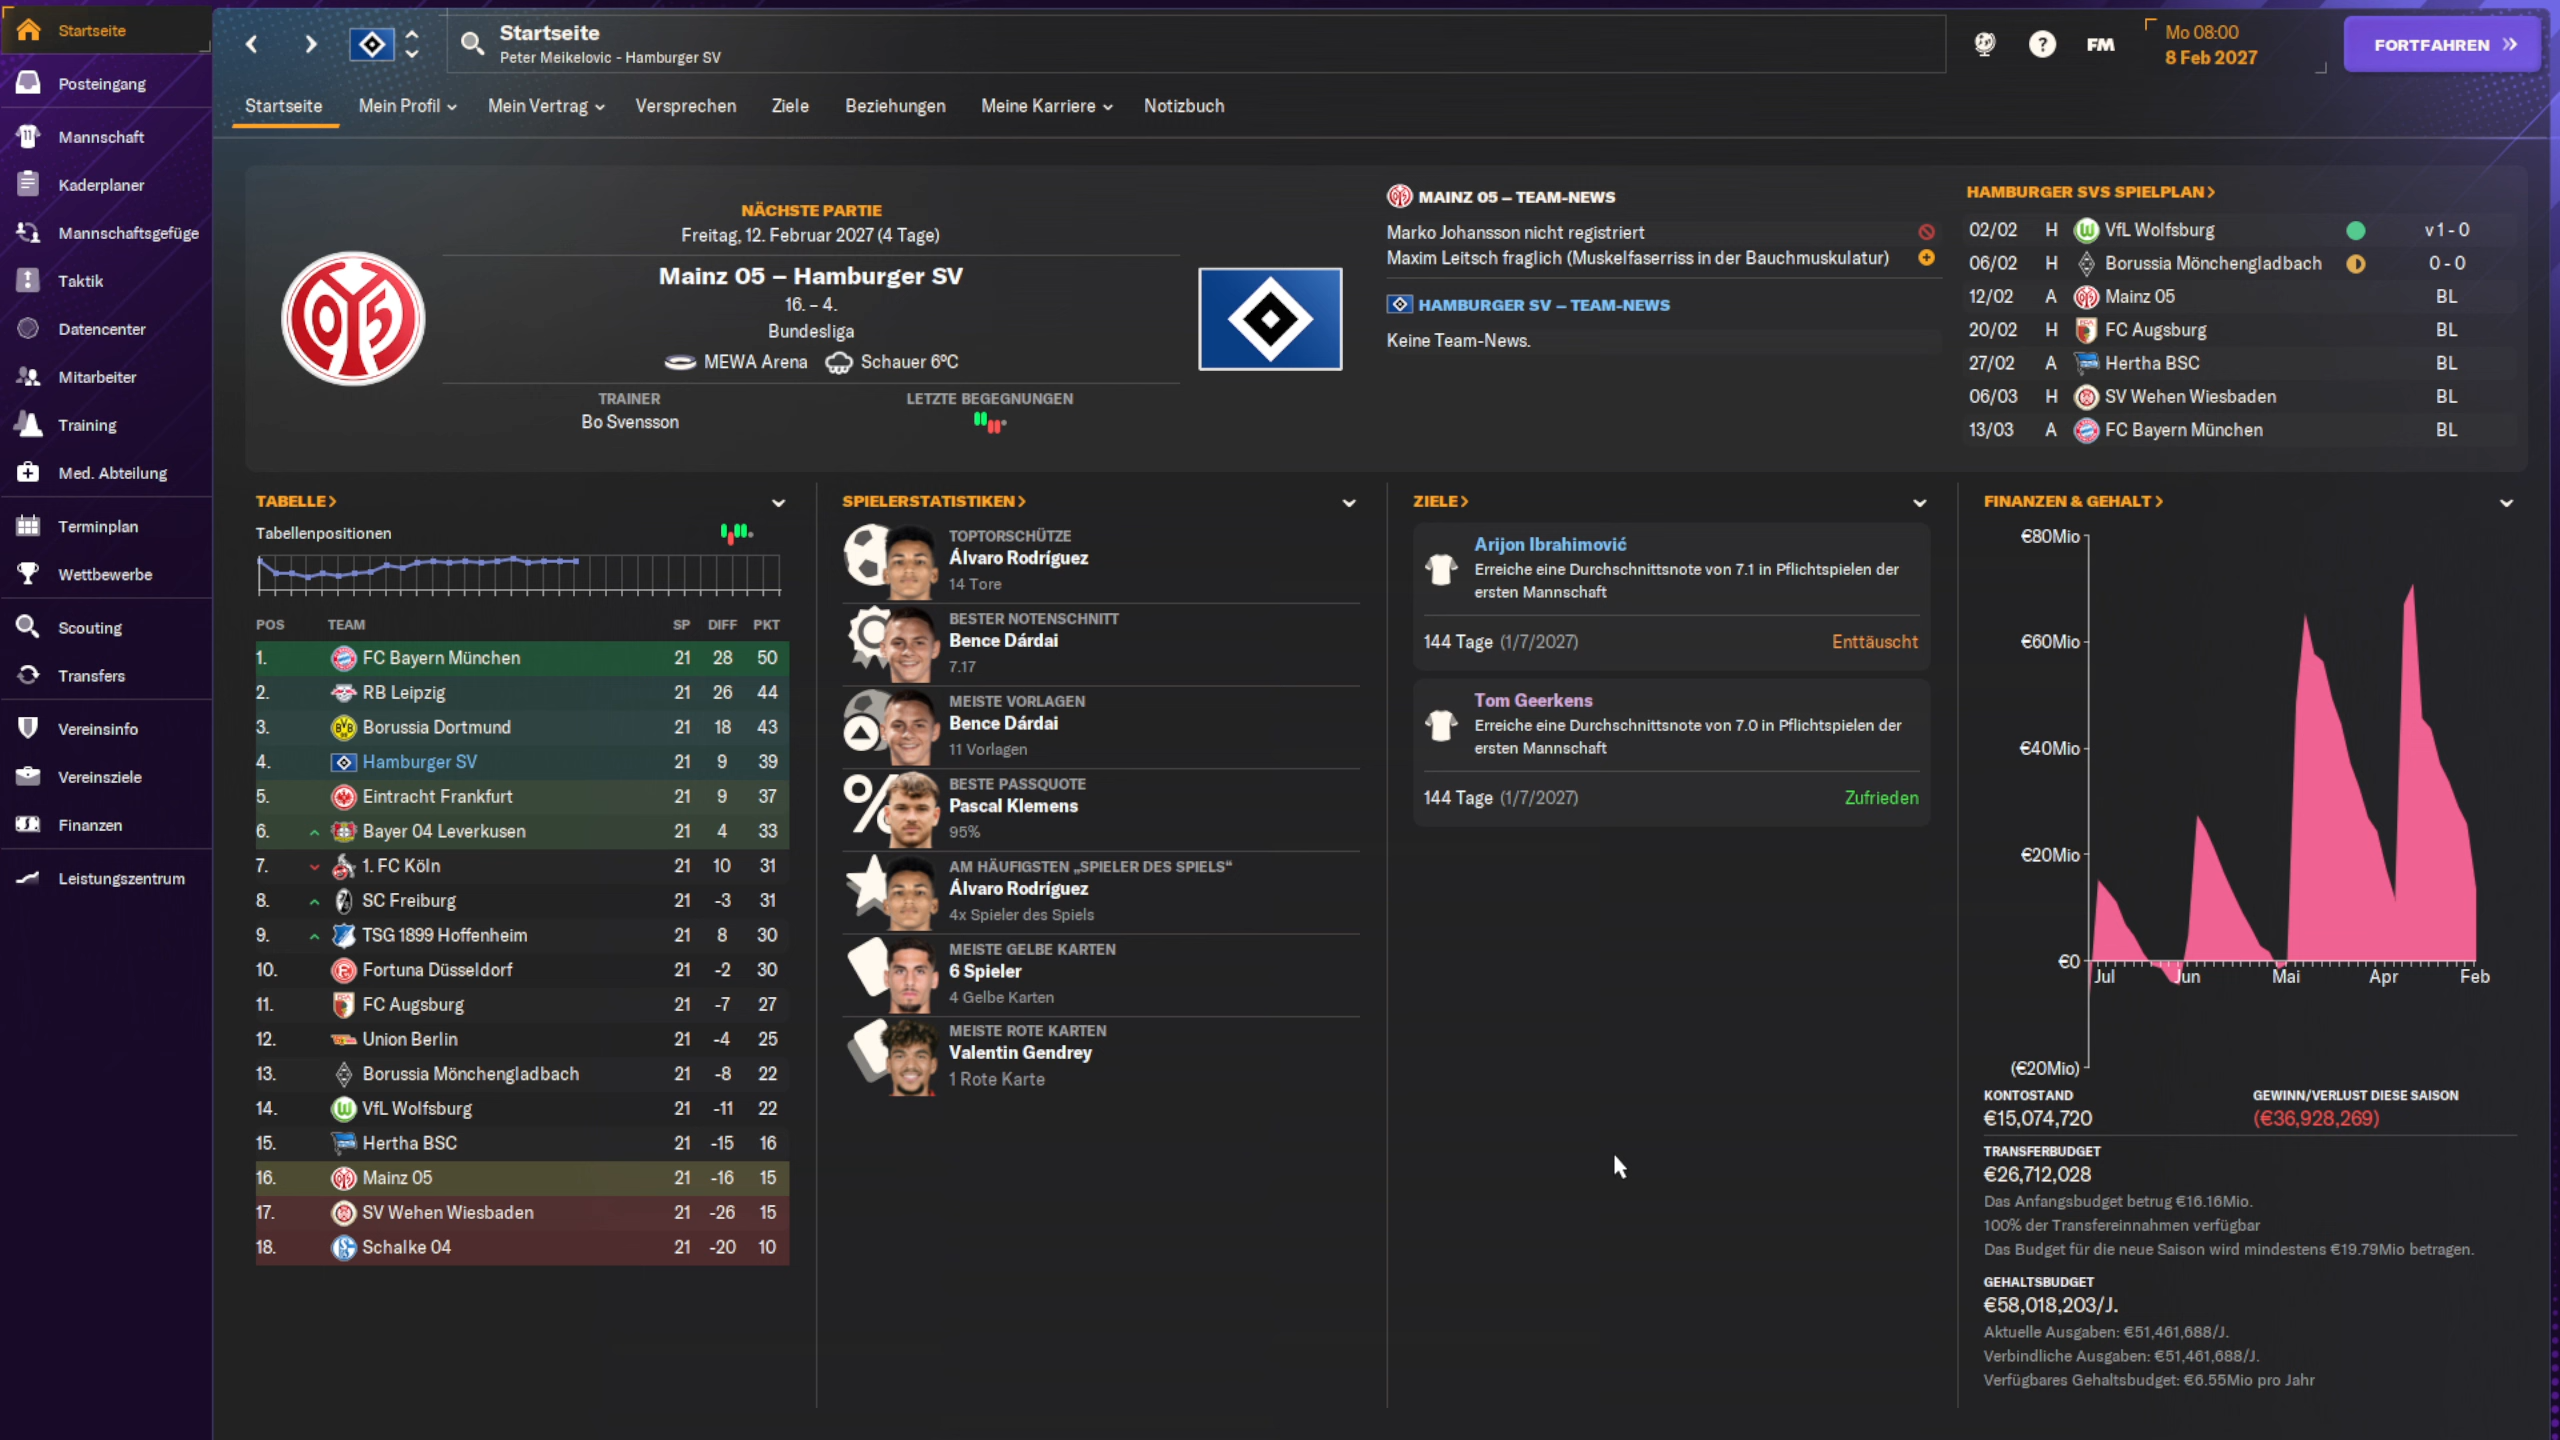 Startseite
Posteingang
Mannschaft
Kaderplaner
Mannschaftsgefüge
Taktik
Datencenter
Mitarbeiter
Training
Med. Abteilung
Terminplan
Wettbewerbe
Scouting
Transfers
Vereinsinfo
Vereinsziele
Finanzen
Leistungszentrum
Startseite
Peter Meikelovic - Hamburger SV
? FM
Mo 08:00
8 Feb 2027
FORTFAHREN
Startseite Mein Profil Mein Vertrag Versprechen Ziele Beziehungen Meine Karriere Notizbuch
NÄCHSTE PARTIE
Freitag, 12. Februar 2027 (4 Tage)
Mainz 05 – Hamburger SV
16. – 4.
Bundesliga
MEWA Arena Schauer 6°C
TRAINER LETZTE BEGEGNUNGEN
Bo Svensson
MAINZ 05 – TEAM-NEWS
Marko Johansson nicht registriert
Maxim Leitsch fraglich (Muskelfaserriss in der Bauchmuskulatur)
HAMBURGER SV – TEAM-NEWS
Keine Team-News.
HAMBURGER SVS SPIELPLAN
02/02 H VfL Wolfsburg v 1 - 0
06/02 H Borussia Mönchengladbach 0 - 0
12/02 A Mainz 05 BL
20/02 H FC Augsburg BL
27/02 A Hertha BSC BL
06/03 H SV Wehen Wiesbaden BL
13/03 A FC Bayern München BL
TABELLE
Tabellenpositionen
POS TEAM SP DIFF PKT
1. FC Bayern München 21 28 50
2. RB Leipzig 21 26 44
3. Borussia Dortmund 21 18 43
4. Hamburger SV 21 9 39
5. Eintracht Frankfurt 21 9 37
6. Bayer 04 Leverkusen 21 4 33
7. 1. FC Köln 21 10 31
8. SC Freiburg 21 -3 31
9. TSG 1899 Hoffenheim 21 8 30
10. Fortuna Düsseldorf 21 -2 30
11. FC Augsburg 21 -7 27
12. Union Berlin 21 -4 25
13. Borussia Mönchengladbach 21 -8 22
14. VfL Wolfsburg 21 -11 22
15. Hertha BSC 21 -15 16
16. Mainz 05 21 -16 15
17. SV Wehen Wiesbaden 21 -26 15
18. Schalke 04 21 -20 10
SPIELERSTATISTIKEN
TOPTORSCHÜTZE
Álvaro Rodríguez
14 Tore
BESTER NOTENSCHNITT
Bence Dárdai
7.17
MEISTE VORLAGEN
Bence Dárdai
11 Vorlagen
BESTE PASSQUOTE
Pascal Klemens
95%
AM HÄUFIGSTEN „SPIELER DES SPIELS“
Álvaro Rodríguez
4x Spieler des Spiels
MEISTE GELBE KARTEN
6 Spieler
4 Gelbe Karten
MEISTE ROTE KARTEN
Valentin Gendrey
1 Rote Karte
ZIELE
Arijon Ibrahimović
Erreiche eine Durchschnittsnote von 7.1 in Pflichtspielen der
ersten Mannschaft
144 Tage (1/7/2027) Enttäuscht
Tom Geerkens
Erreiche eine Durchschnittsnote von 7.0 in Pflichtspielen der
ersten Mannschaft
144 Tage (1/7/2027) Zufrieden
FINANZEN & GEHALT
€80Mio
€60Mio
€40Mio
€20Mio
€0
Jul Jun Mai Apr Feb
(€20Mio)
KONTOSTAND GEWINN/VERLUST DIESE SAISON
€15,074,720 (€36,928,269)
TRANSFERBUDGET
€26,712,028
Das Anfangsbudget betrug €16.16Mio.
100% der Transfereinnahmen verfügbar
Das Budget für die neue Saison wird mindestens €19.79Mio betragen.
GEHALTSBUDGET
€58,018,203/J.
Aktuelle Ausgaben: €51,461,688/J.
Verbindliche Ausgaben: €51,461,688/J.
Verfügbares Gehaltsbudget: €6.55Mio pro Jahr